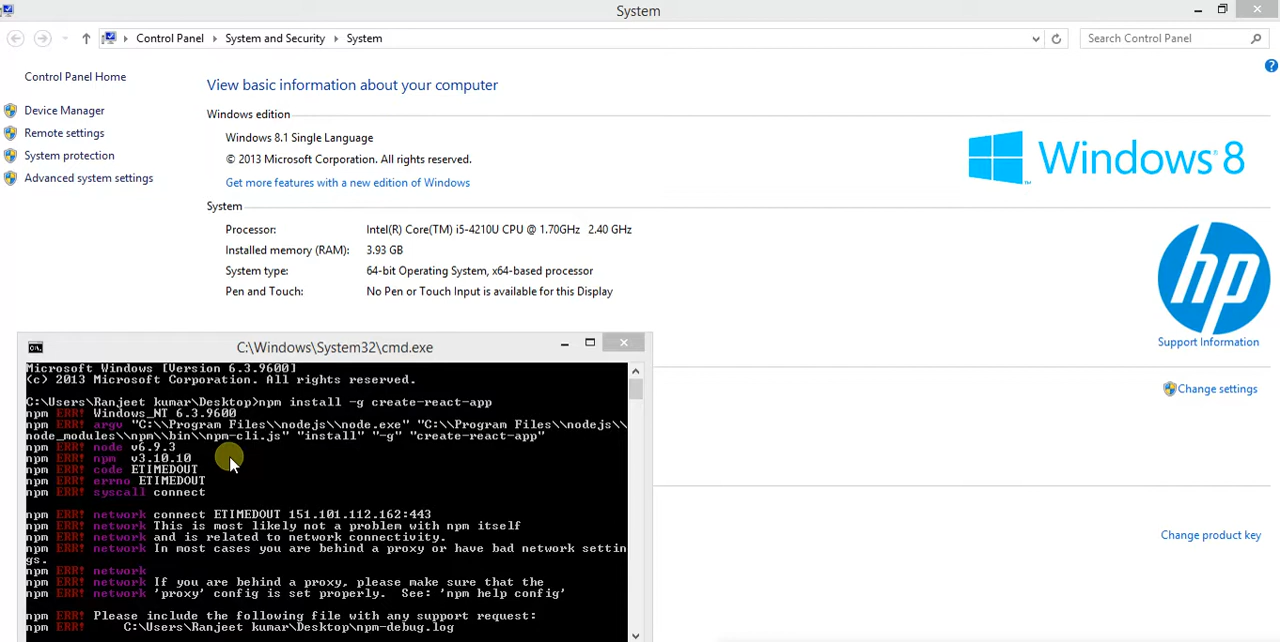 System
Control Panel
System and Security
System
Search Control Panel
Control Panel Home
Device Manager
Remote settings
System protection
Advanced system settings
View basic information about your computer
Windows edition
Windows 8.1 Single Language
© 2013 Microsoft Corporation. All rights reserved.
Get more features with a new edition of Windows
Windows 8
System
Processor: Intel(R) Core(TM) i5-4210U CPU @ 1.70GHz 2.40 GHz
Installed memory (RAM): 3.93 GB
System type: 64-bit Operating System, x64-based processor
Pen and Touch: No Pen or Touch Input is available for this Display
hp
Support Information
Change settings
Change product key
C:\Windows\System32\cmd.exe
Microsoft Windows [Version 6.3.9600]
(c) 2013 Microsoft Corporation. All rights reserved.
C:\Users\Ranjeet kumar\Desktop>npm install -g create-react-app
npm ERR! Windows_NT 6.3.9600
npm ERR! argv "C:\\Program Files\\nodejs\\node.exe" "C:\\Program Files\\nodejs\\
node_modules\\npm\\bin\\npm-cli.js" "install" "-g" "create-react-app"
npm ERR! node v6.9.3
npm ERR! npm  v3.10.10
npm ERR! code ETIMEDOUT
npm ERR! errno ETIMEDOUT
npm ERR! syscall connect
npm ERR! network connect ETIMEDOUT 151.101.112.162:443
npm ERR! network This is most likely not a problem with npm itself
npm ERR! network and is related to network connectivity.
npm ERR! network In most cases you are behind a proxy or have bad network settin
gs.
npm ERR! network
npm ERR! network If you are behind a proxy, please make sure that the
npm ERR! network 'proxy' config is set properly.  See: 'npm help config'
npm ERR! Please include the following file with any support request:
npm ERR!     C:\Users\Ranjeet kumar\Desktop\npm-debug.log